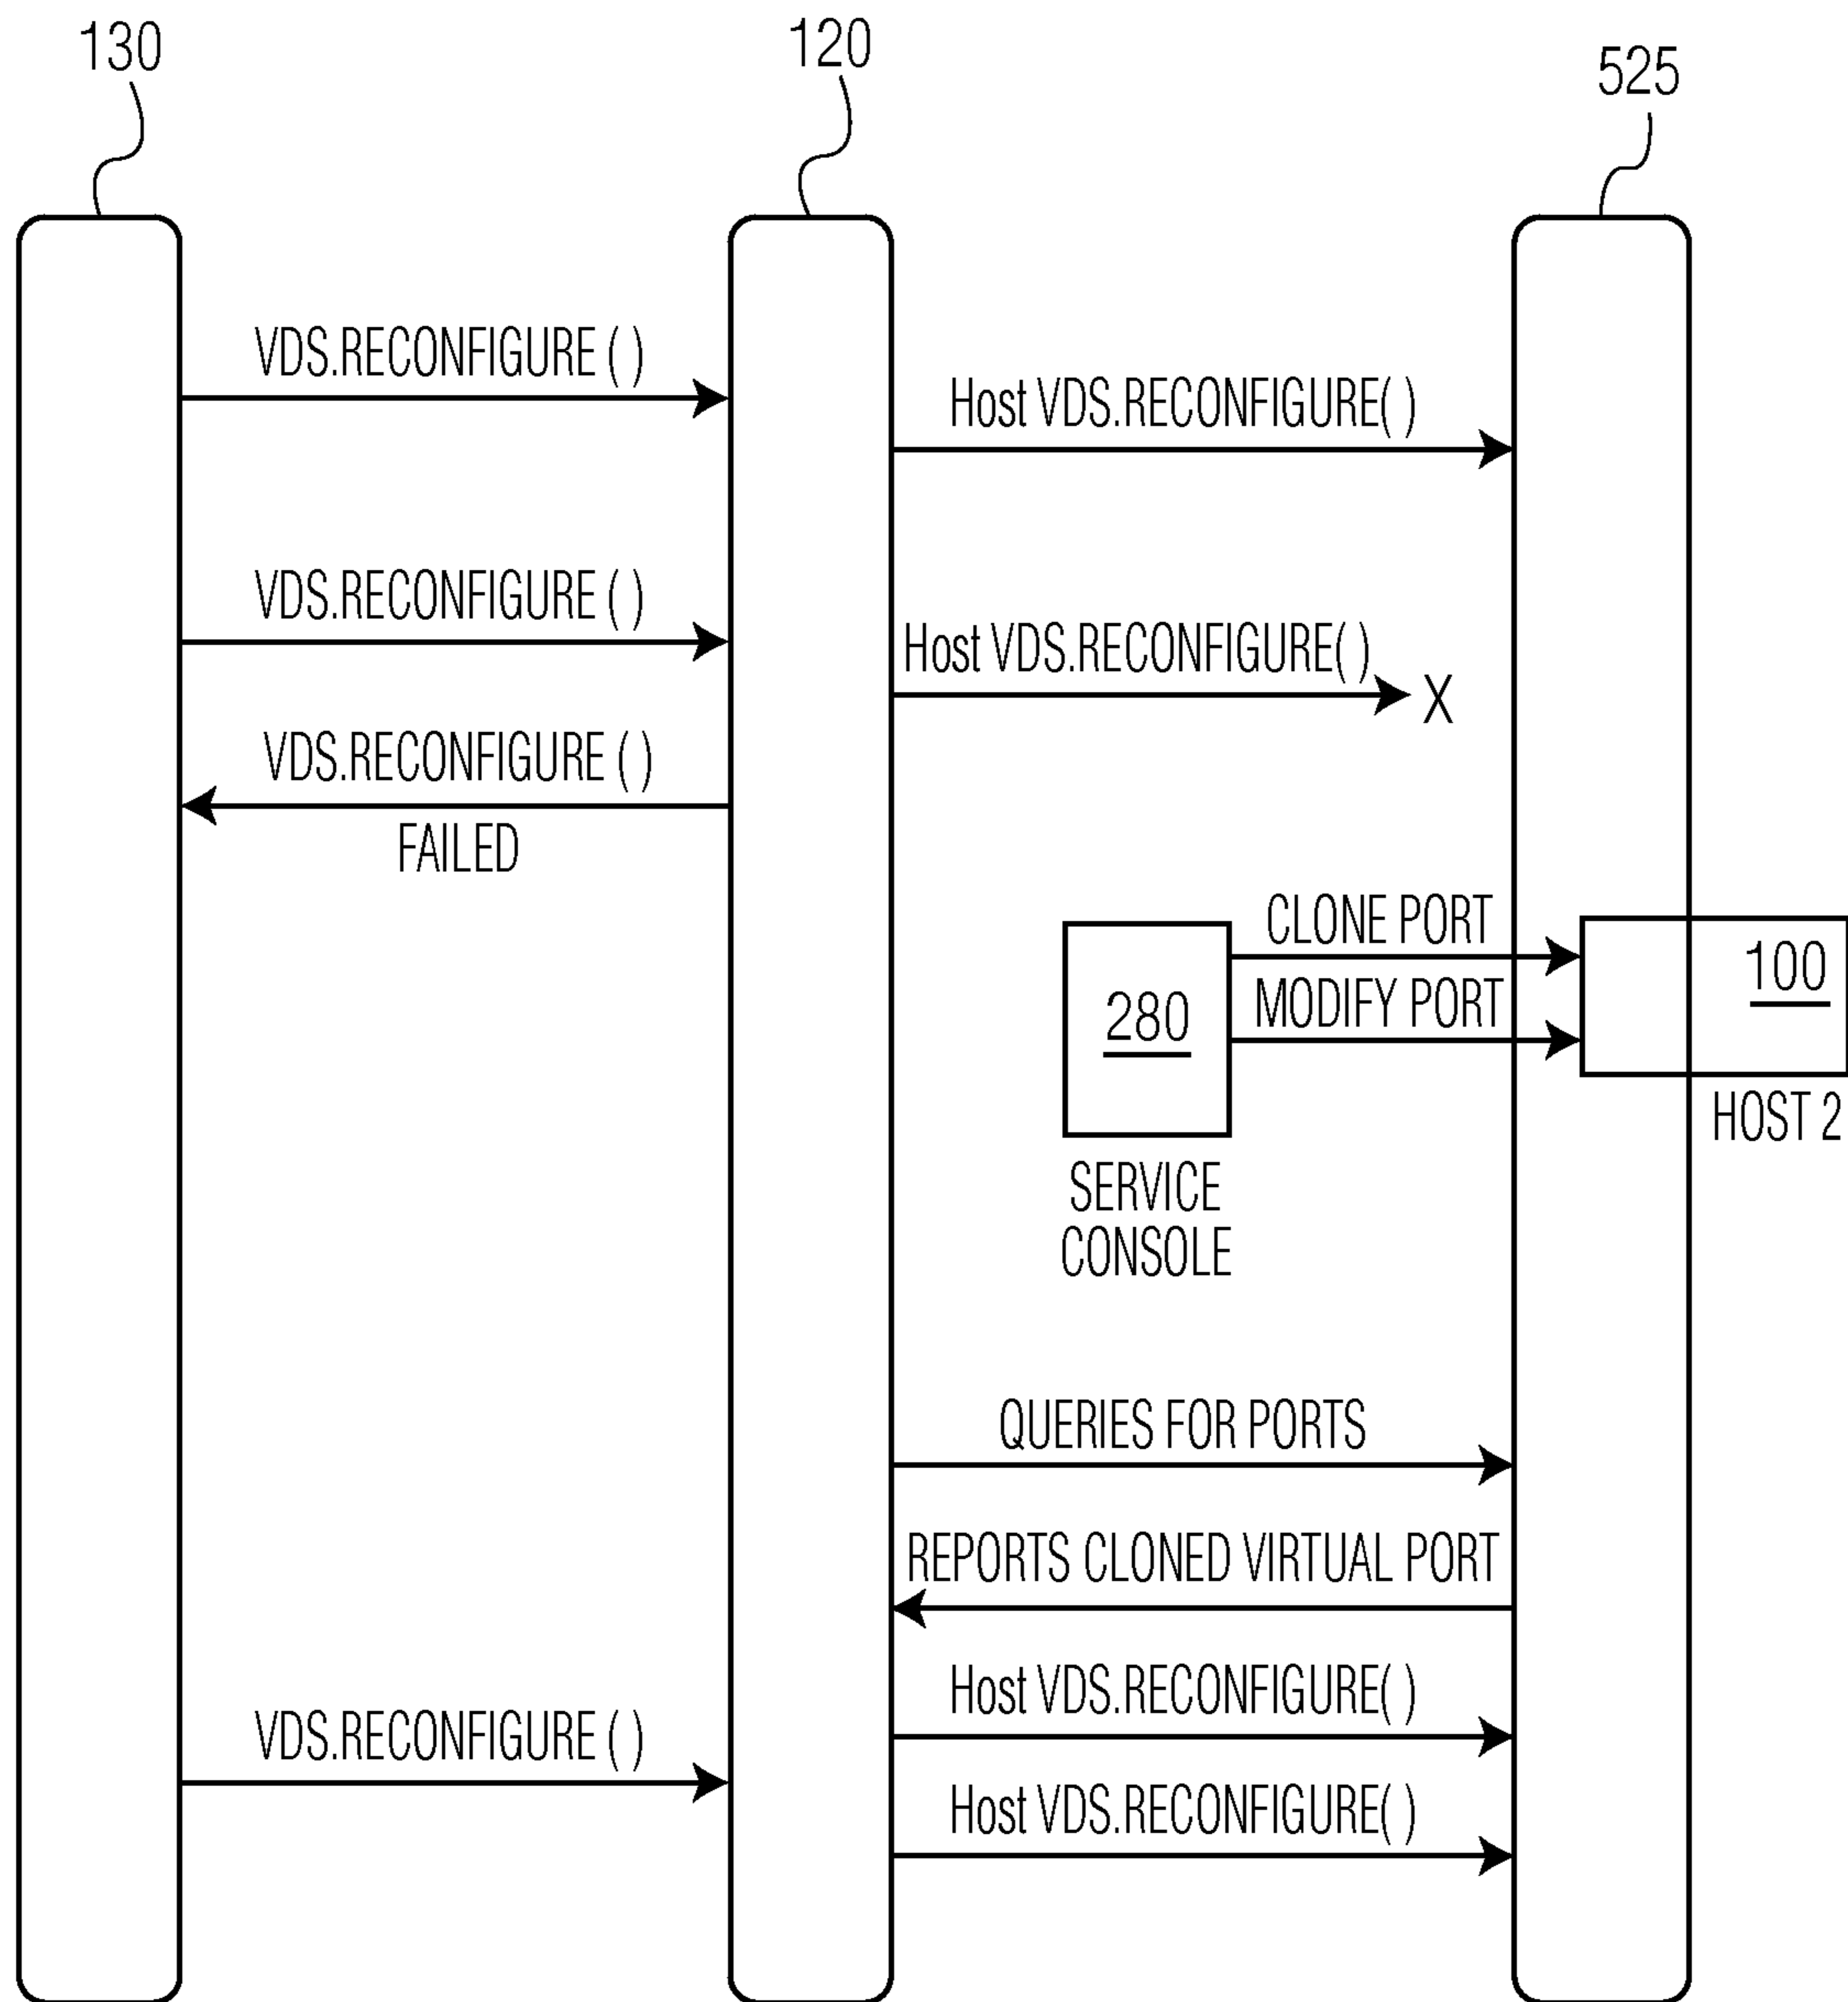 130
120
525
VDS.RECONFIGURE ( )
Host VDS.RECONFIGURE( )
VDS.RECONFIGURE ( )
Host VDS.RECONFIGURE( )
X
VDS.RECONFIGURE ( )
FAILED
CLONE PORT
MODIFY PORT
280
100
HOST 2
SERVICE
CONSOLE
QUERIES FOR PORTS
REPORTS CLONED VIRTUAL PORT
Host VDS.RECONFIGURE( )
VDS.RECONFIGURE ( )
Host VDS.RECONFIGURE( )